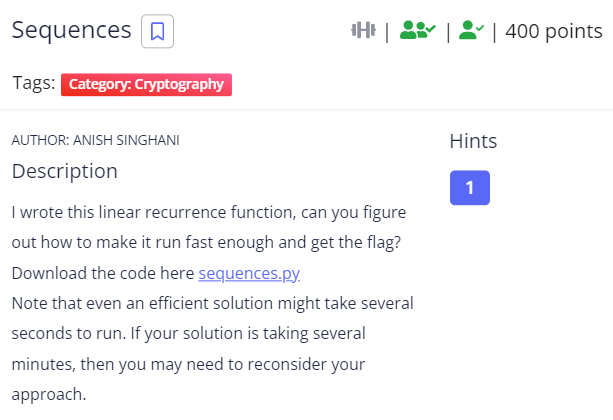 Sequences
| | | 400 points
Tags: Category: Cryptography
AUTHOR: ANISH SINGHANI
Hints
Description
1
I wrote this linear recurrence function, can you figure
out how to make it run fast enough and get the flag?
Download the code here sequences.py
Note that even an efficient solution might take several
seconds to run. If your solution is taking several
minutes, then you may need to reconsider your
approach.